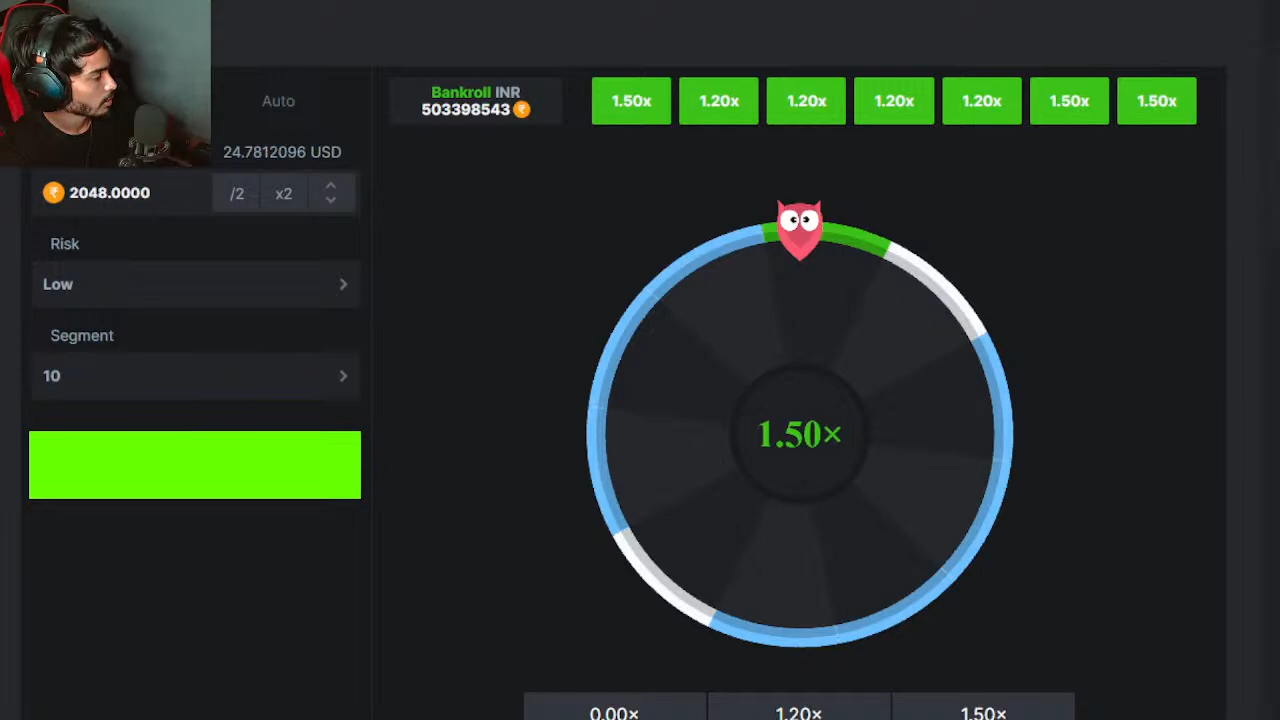 Auto
Bankroll INR
503398543
1.50x
1.20x
1.20x
1.20x
1.20x
1.50x
1.50x
24.7812096 USD
2048.0000
/2
x2
Risk
Low
Segment
10
1.50×
0.00×
1.20×
1.50×